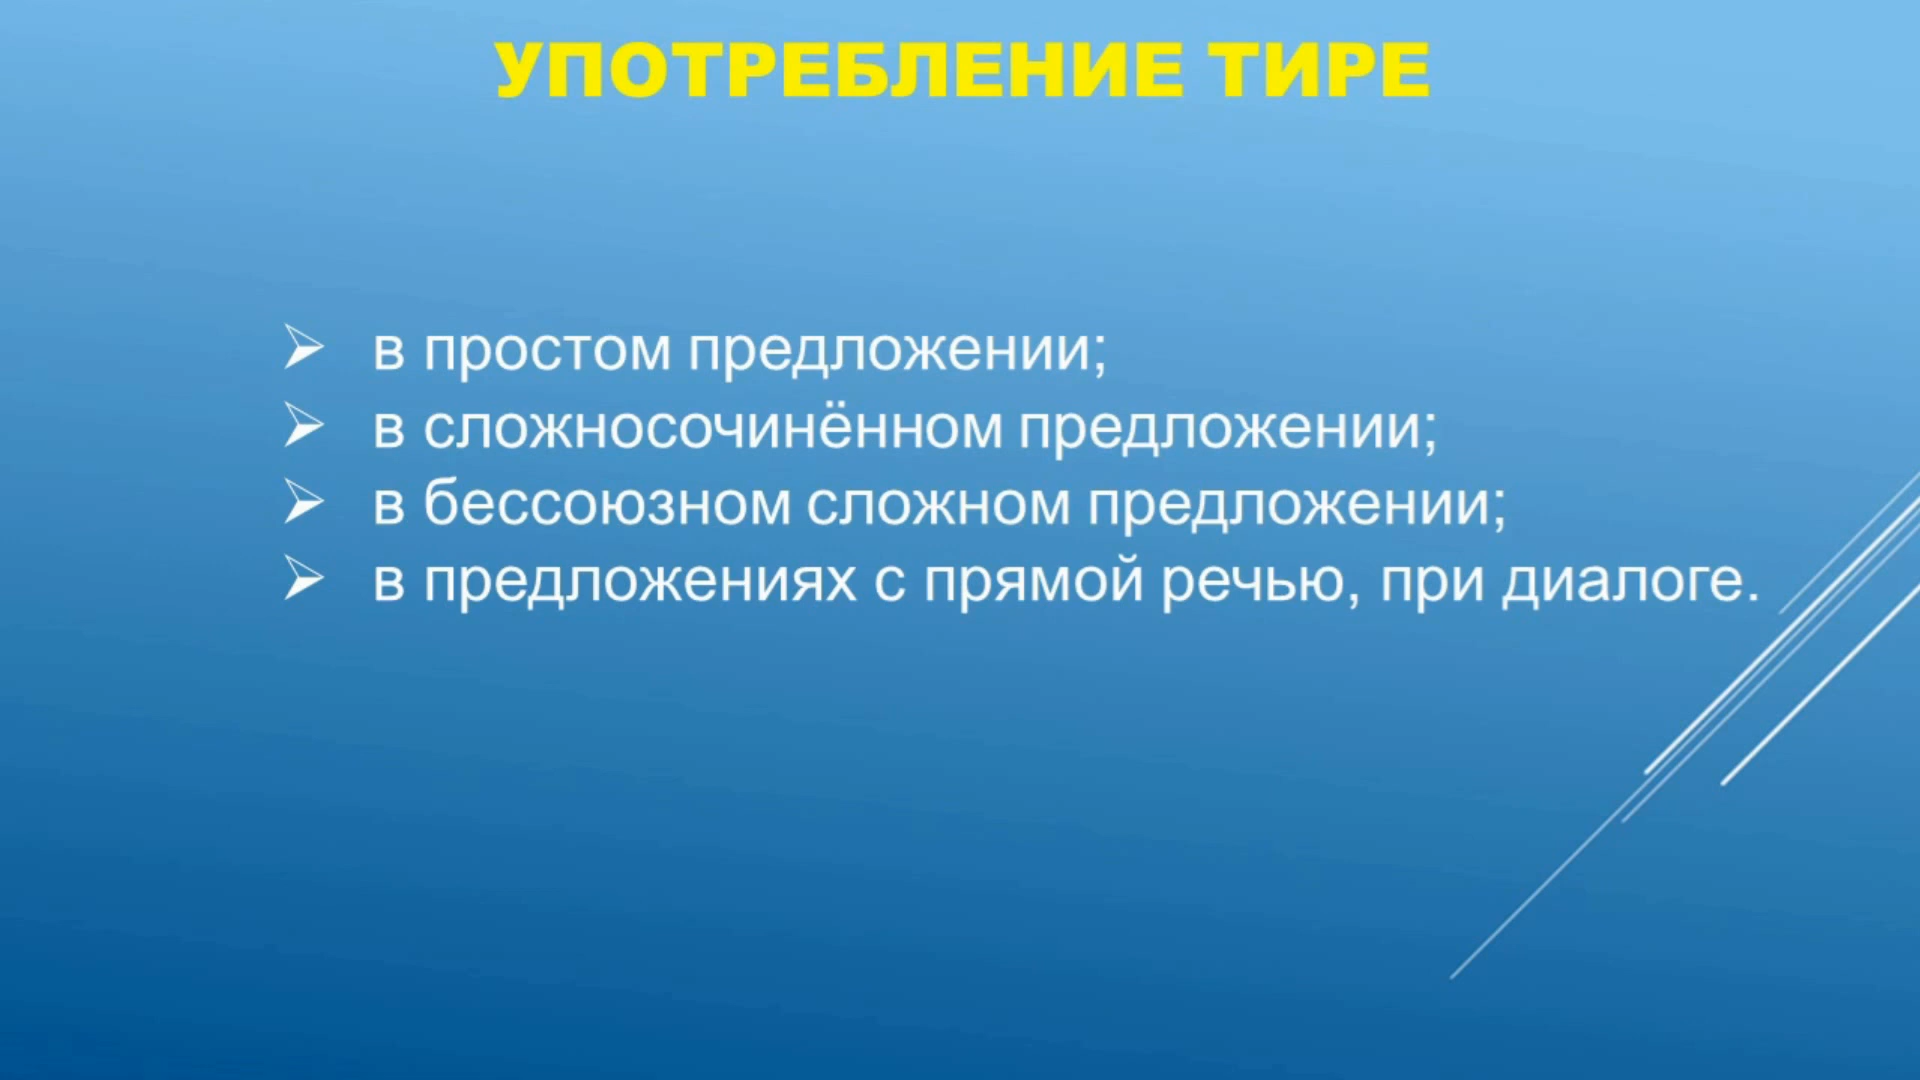 УПОТРЕБЛЕНИЕ ТИРЕ
в простом предложении;
в сложносочинённом предложении;
в бессоюзном сложном предложении;
в предложениях с прямой речью, при диалоге.